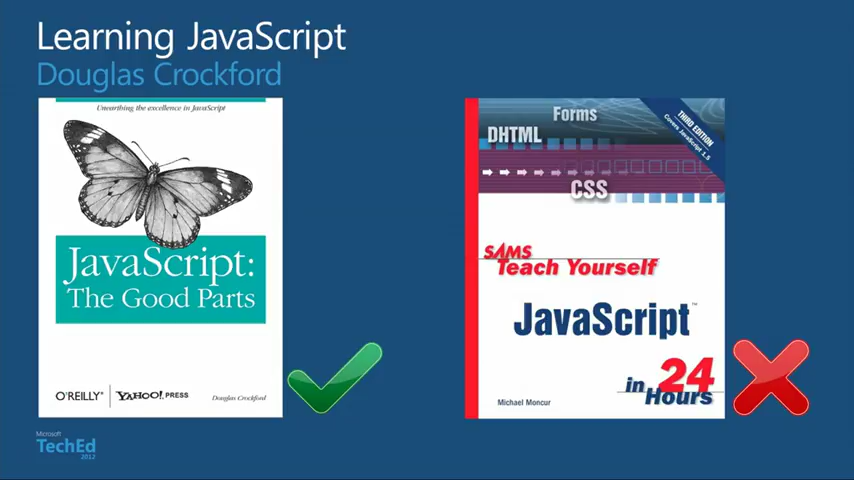 Learning JavaScript
Douglas Crockford
Unearthing the excellence in JavaScript
JavaScript:
The Good Parts
O'REILLY® YAHOO! PRESS
Douglas Crockford
Forms
DHTML
CSS
THIRD EDITION
Covers JavaScript 1.5
SAMS
Teach Yourself
JavaScript™
in 24
Hours
Michael Moncur
Microsoft
TechEd
2012